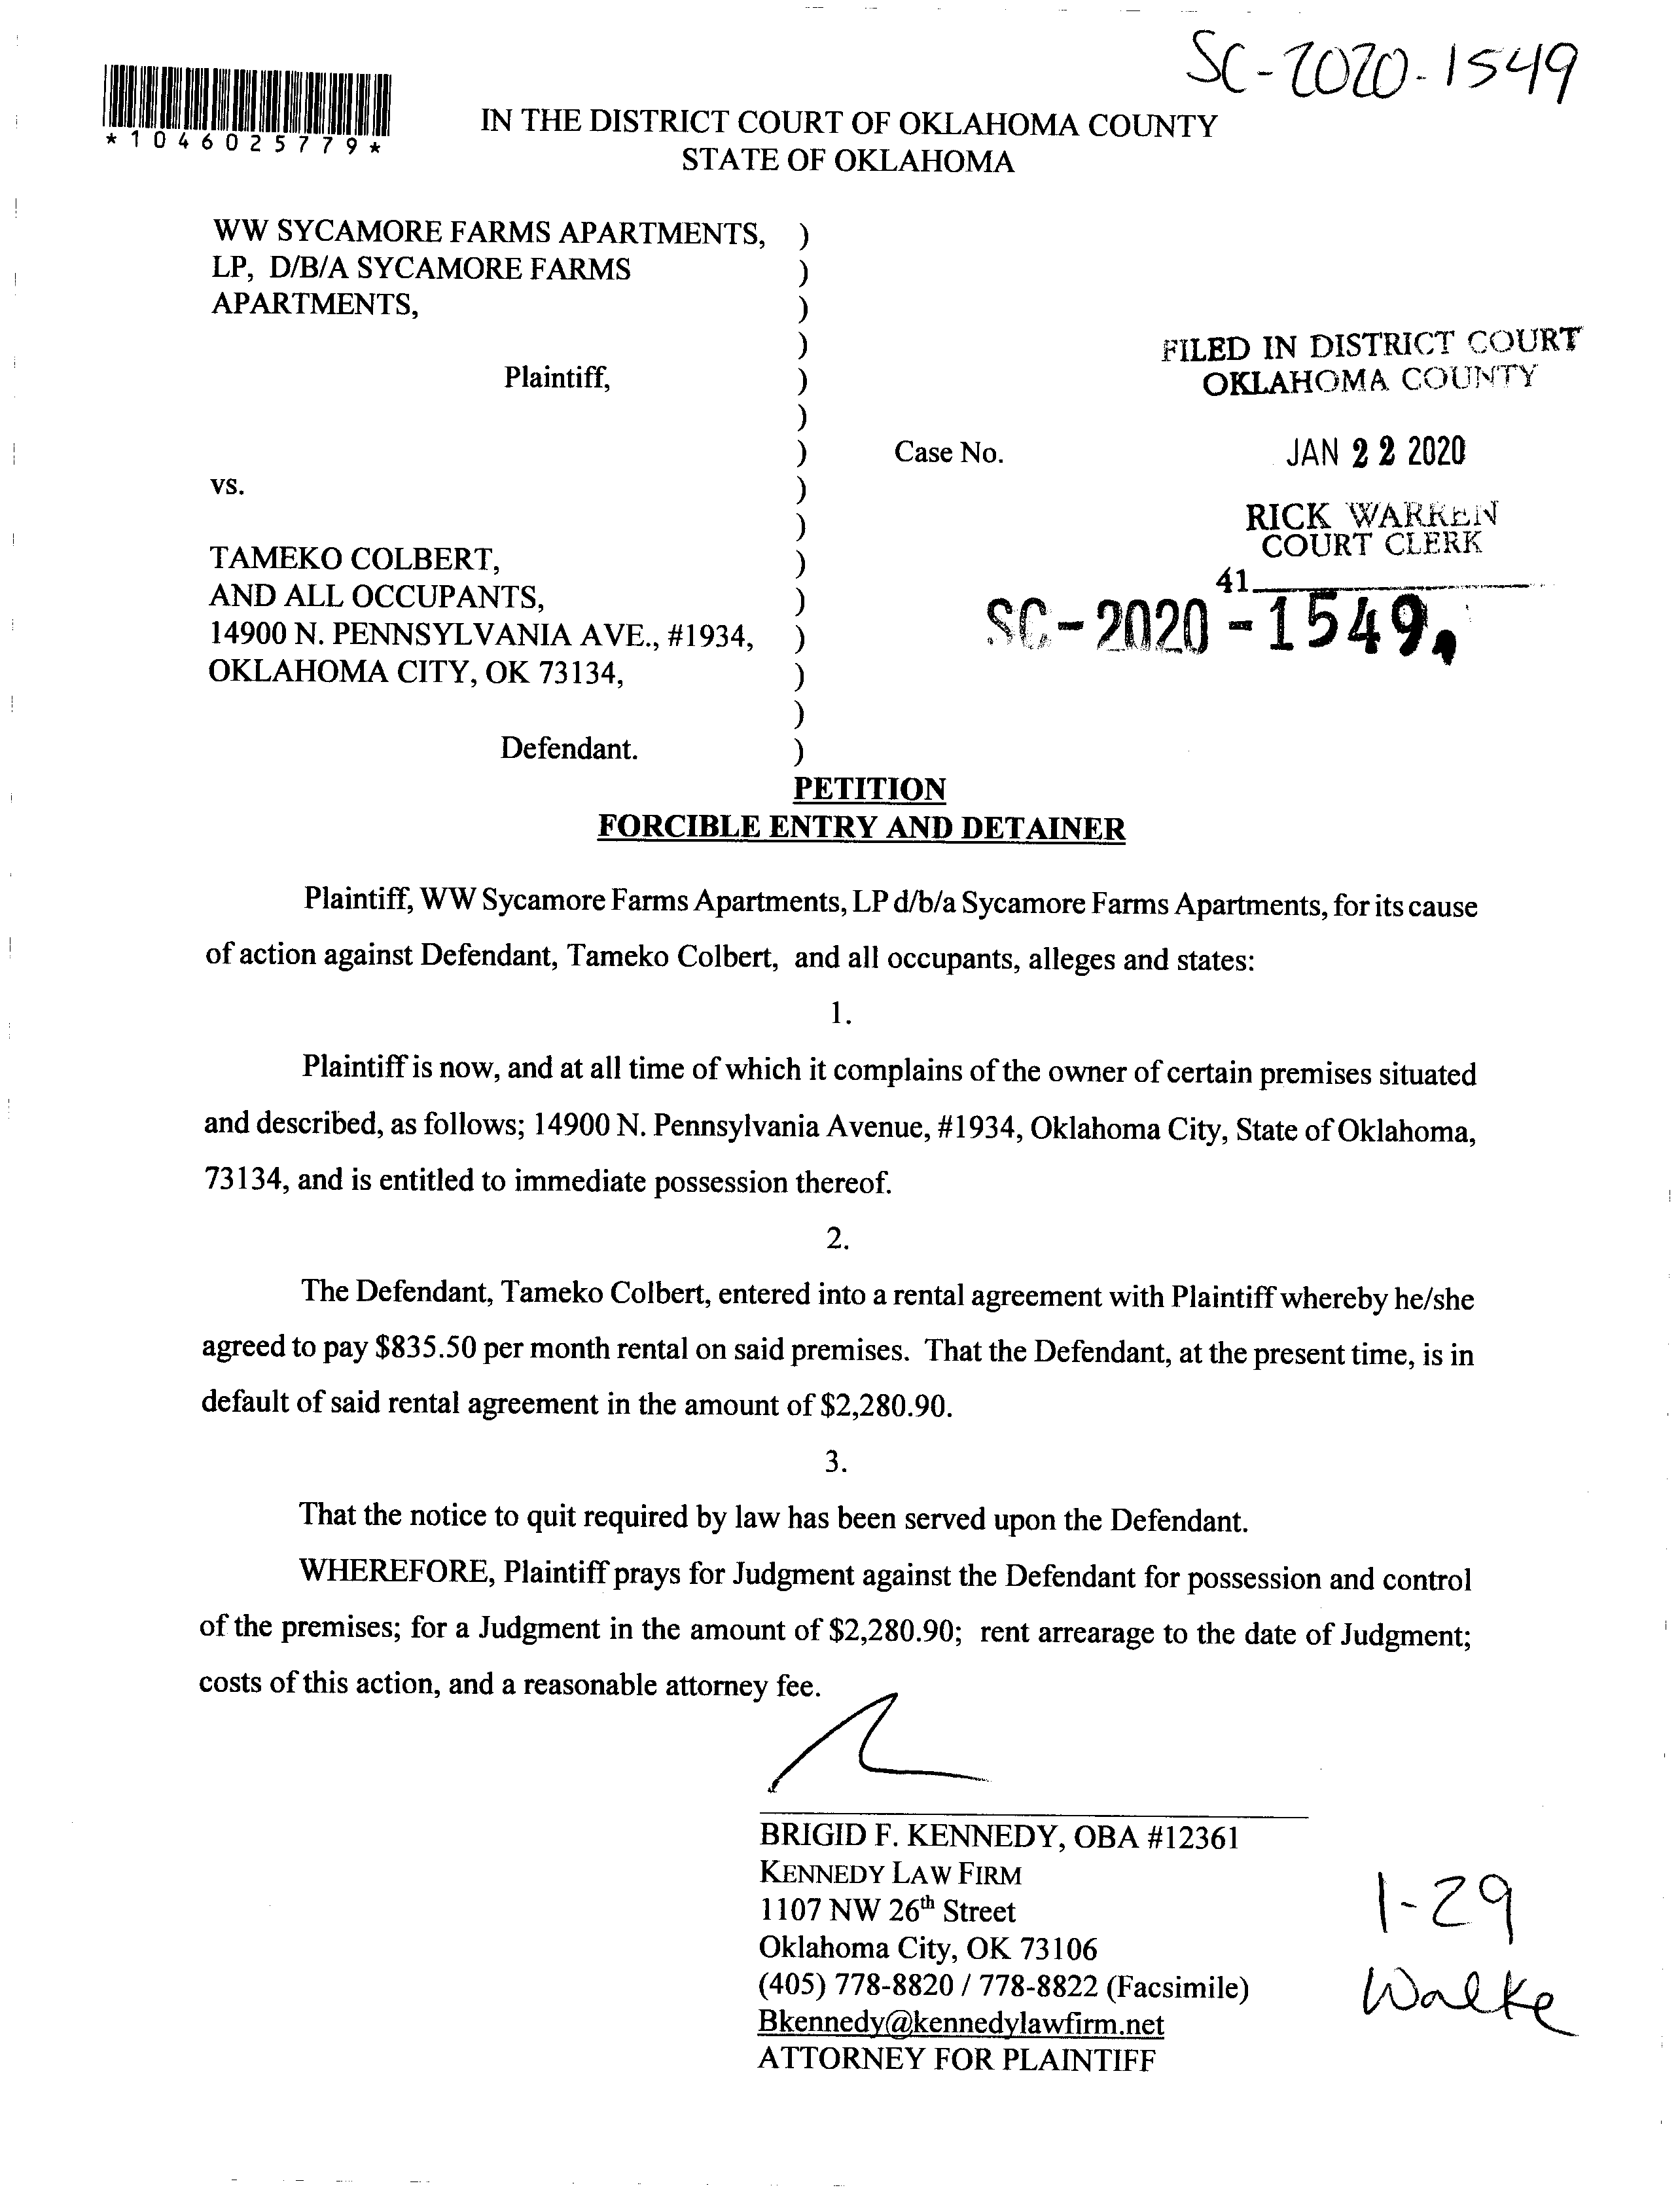 SC-2020-1549
*1046025779*
IN THE DISTRICT COURT OF OKLAHOMA COUNTY
STATE OF OKLAHOMA
WW SYCAMORE FARMS APARTMENTS, )
LP, D/B/A SYCAMORE FARMS )
APARTMENTS, )
)
Plaintiff, )
)
) Case No.
vs. )
)
TAMEKO COLBERT, )
AND ALL OCCUPANTS, )
14900 N. PENNSYLVANIA AVE., #1934, )
OKLAHOMA CITY, OK 73134, )
)
Defendant. )
FILED IN DISTRICT COURT
OKLAHOMA COUNTY
JAN 22 2020
RICK WARREN
COURT CLERK
41
SC-2020-1549
PETITION
FORCIBLE ENTRY AND DETAINER
Plaintiff, WW Sycamore Farms Apartments, LP d/b/a Sycamore Farms Apartments, for its cause
of action against Defendant, Tameko Colbert, and all occupants, alleges and states:
1.
Plaintiff is now, and at all time of which it complains of the owner of certain premises situated
and described, as follows; 14900 N. Pennsylvania Avenue, #1934, Oklahoma City, State of Oklahoma,
73134, and is entitled to immediate possession thereof.
2.
The Defendant, Tameko Colbert, entered into a rental agreement with Plaintiff whereby he/she
agreed to pay $835.50 per month rental on said premises. That the Defendant, at the present time, is in
default of said rental agreement in the amount of $2,280.90.
3.
That the notice to quit required by law has been served upon the Defendant.
WHEREFORE, Plaintiff prays for Judgment against the Defendant for possession and control
of the premises; for a Judgment in the amount of $2,280.90; rent arrearage to the date of Judgment;
costs of this action, and a reasonable attorney fee.
BRIGID F. KENNEDY, OBA #12361
KENNEDY LAW FIRM
1107 NW 26th Street
Oklahoma City, OK 73106
(405) 778-8820 / 778-8822 (Facsimile)
Bkennedy@kennedylawfirm.net
ATTORNEY FOR PLAINTIFF
1-29
Walke